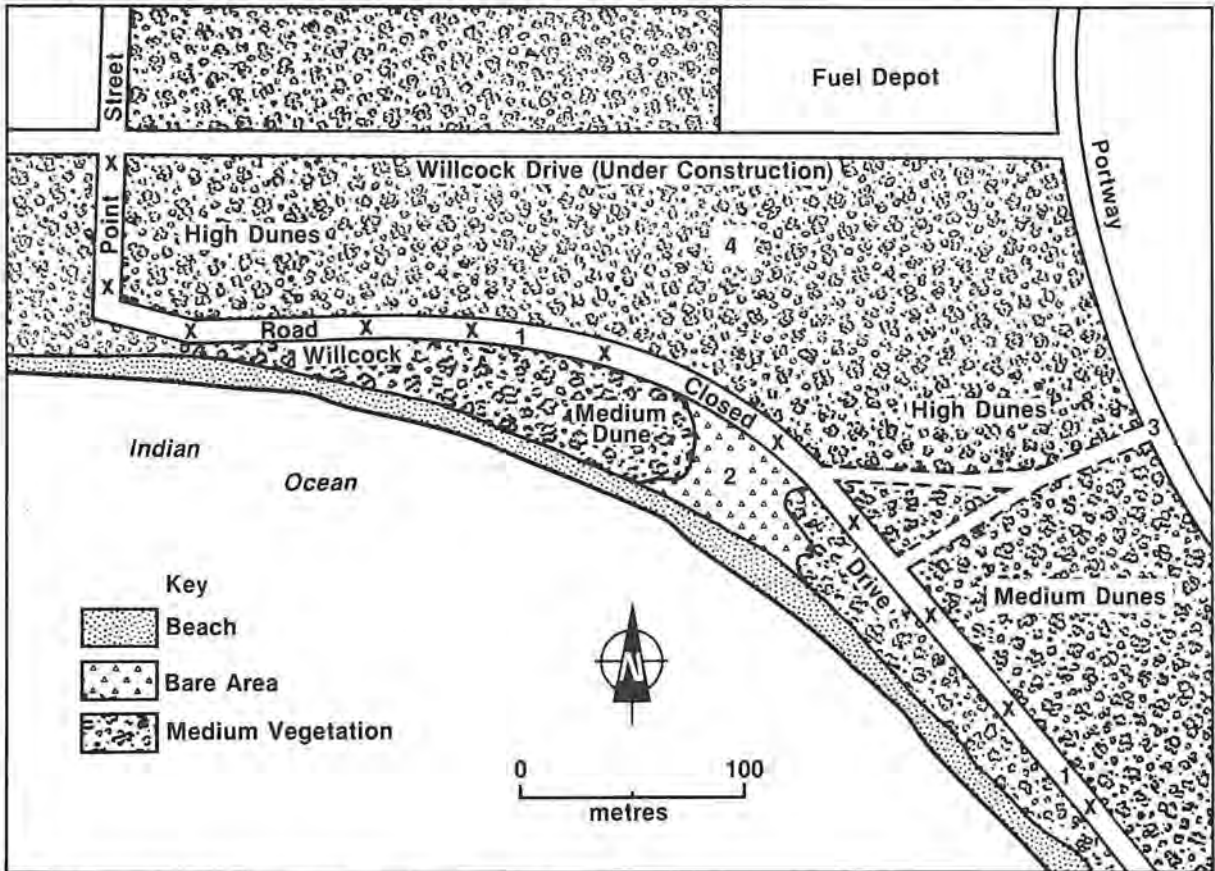 Street
Fuel Depot
Portway
Willcock Drive (Under Construction)
Point
High Dunes
4
X
X
Road
X
X
X
1
X
Willcock
Closed
High Dunes
Medium
Dune
X
3
Indian
Ocean
2
X
Drive
Medium Dunes
X
X
1
X
Key
Beach
Bare Area
Medium Vegetation
N
0 100
metres